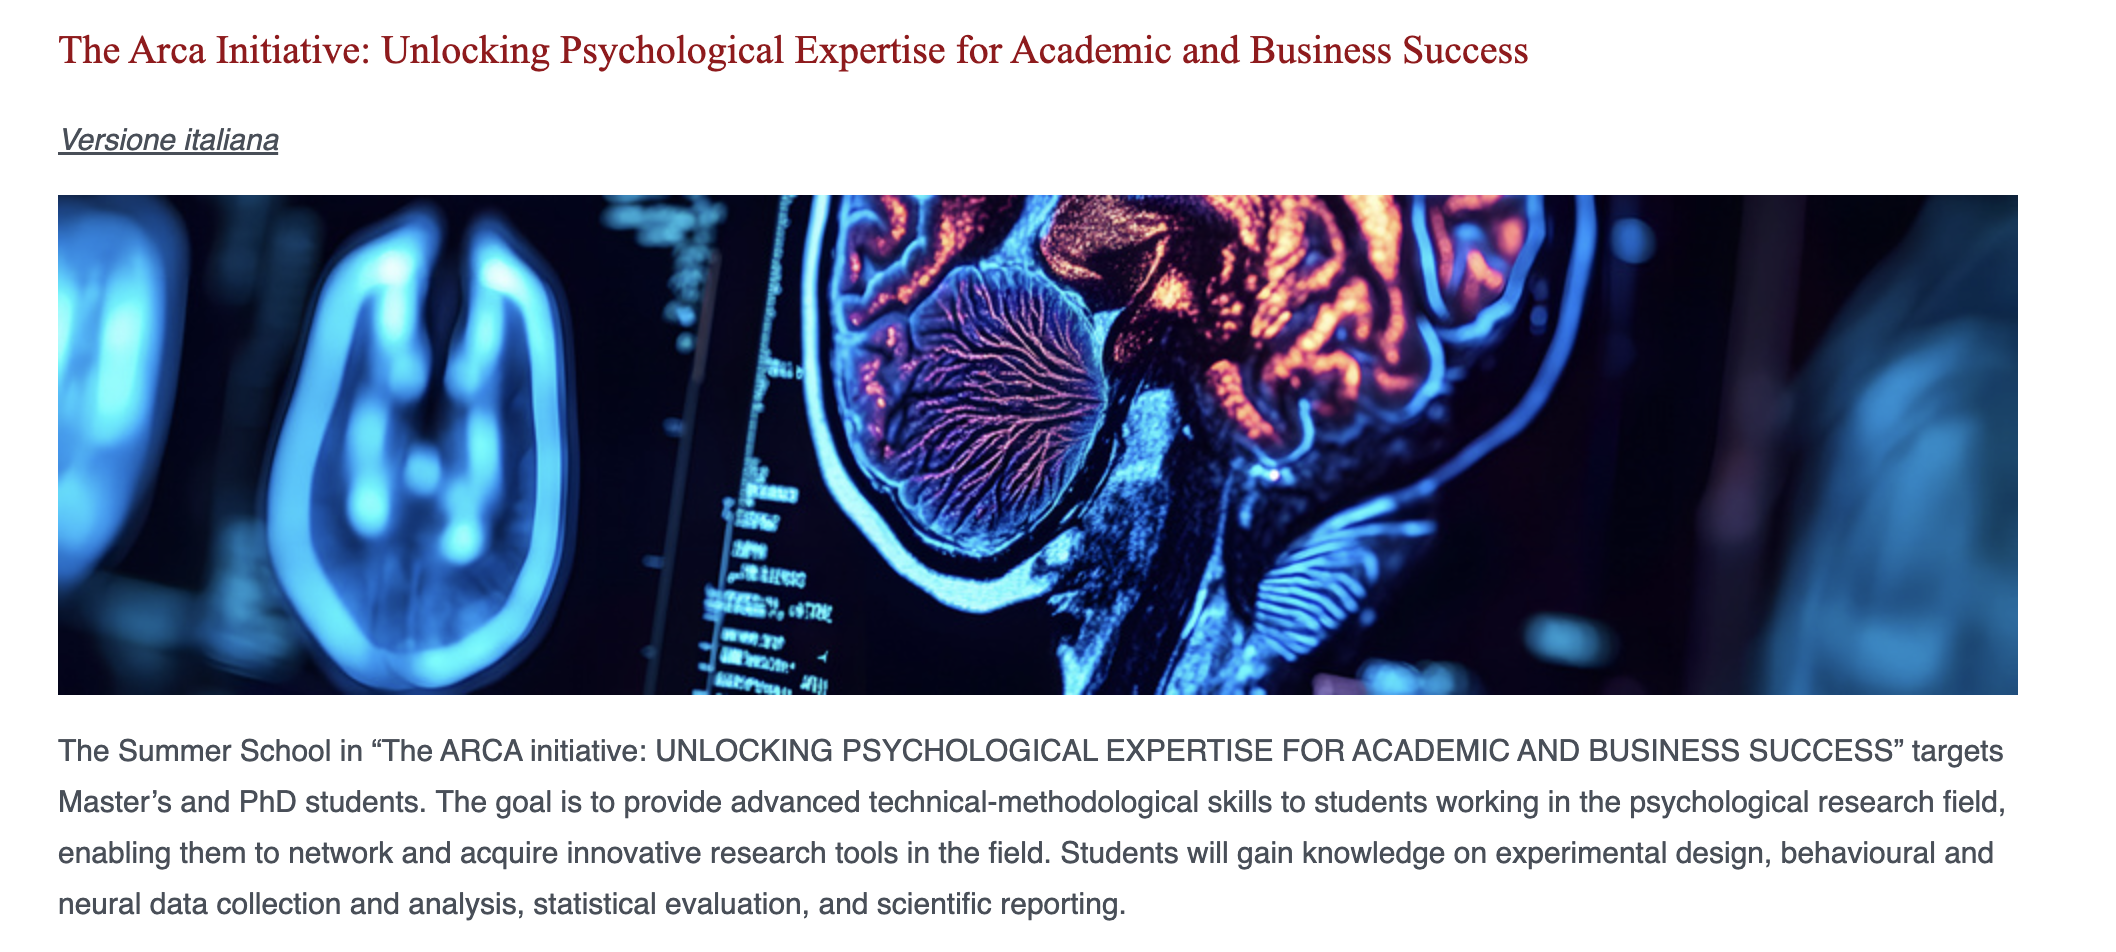 The Arca Initiative: Unlocking Psychological Expertise for Academic and Business Success
Versione italiana
The Summer School in “The ARCA initiative: UNLOCKING PSYCHOLOGICAL EXPERTISE FOR ACADEMIC AND BUSINESS SUCCESS” targets
Master’s and PhD students. The goal is to provide advanced technical-methodological skills to students working in the psychological research field,
enabling them to network and acquire innovative research tools in the field. Students will gain knowledge on experimental design, behavioural and
neural data collection and analysis, statistical evaluation, and scientific reporting.